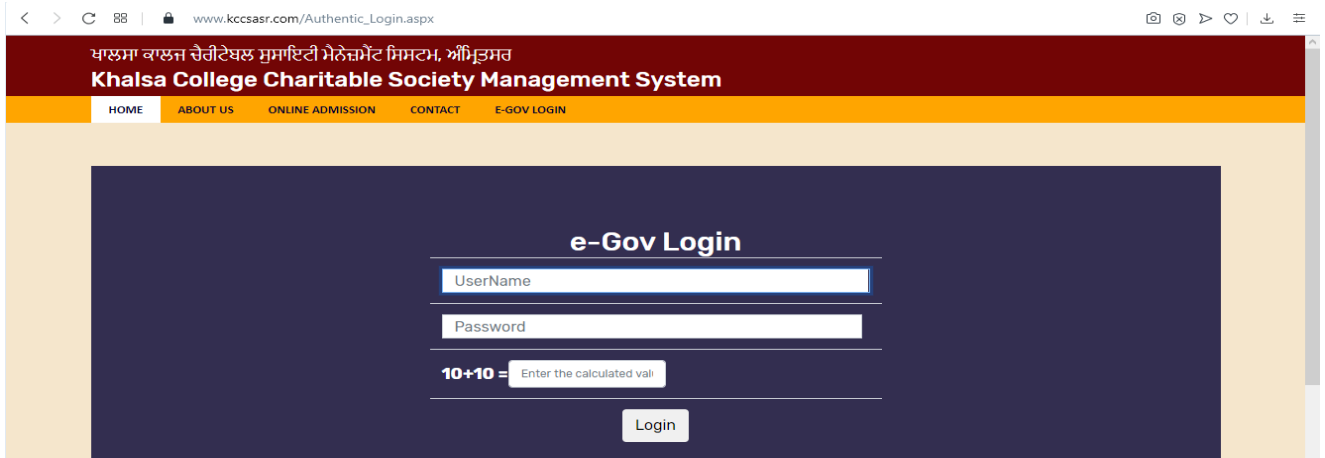 www.kccsasr.com/Authentic_Login.aspx
ਖਾਲਸਾ ਕਾਲਜ ਚੈਰੀਟੇਬਲ ਸੁਸਾਇਟੀ ਮੈਨੇਜ਼ਮੈਂਟ ਸਿਸਟਮ, ਅੰਮ੍ਰਿਤਸਰ
Khalsa College Charitable Society Management System
HOME ABOUT US ONLINE ADMISSION CONTACT E-GOV LOGIN
e-Gov Login
UserName
Password
10+10 = Enter the calculated valu
Login